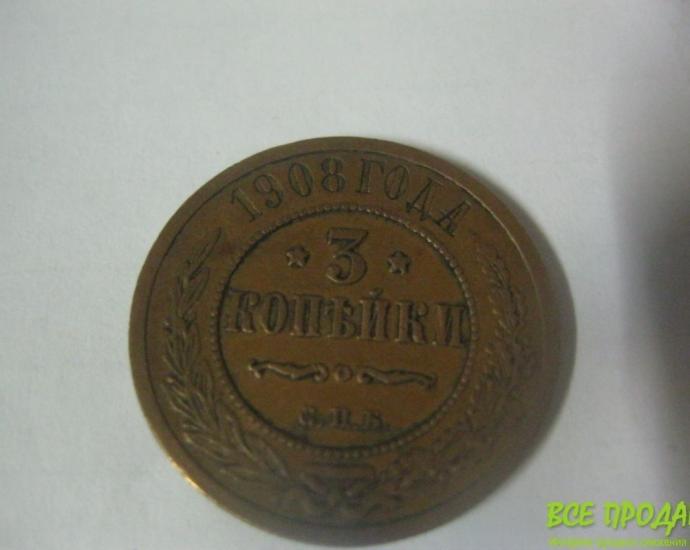 1908 ГОДА
3
КОПѢЙКИ
С.П.Б.
ВСЕ ПРОДА